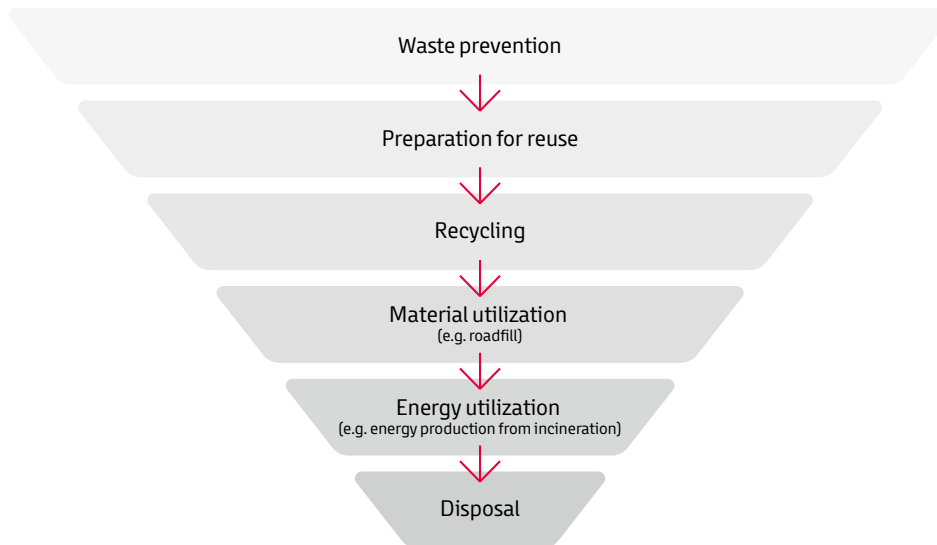 Waste prevention
Preparation for reuse
Recycling
Material utilization
(e.g. roadfill)
Energy utilization
(e.g. energy production from incineration)
Disposal